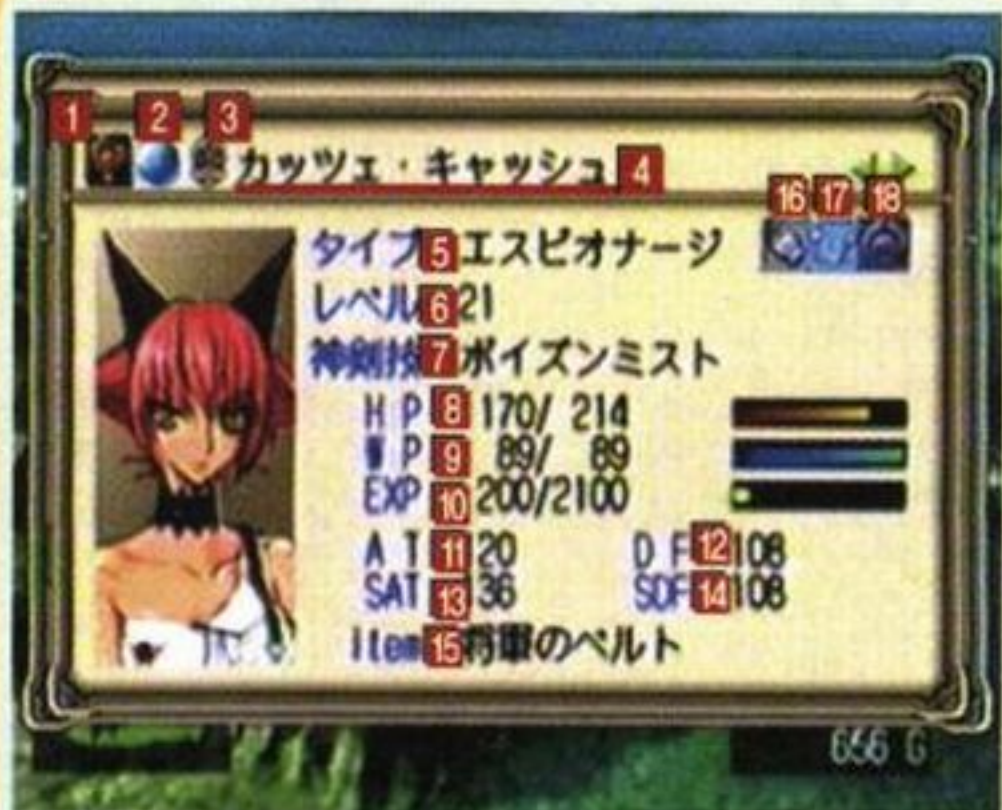 1 2 3
カッツェ・キャッシュ 4
16 17 18
タイプ 5 エスピオナージ
レベル 6 21
神剣技 7 ポイズンミスト
HP 8 170/ 214
WP 9 89/ 89
EXP 10 200/2100
AT 11 20 DF 12 108
SAT 13 36 SDF 14 108
item 15 将軍のベルト
656 G